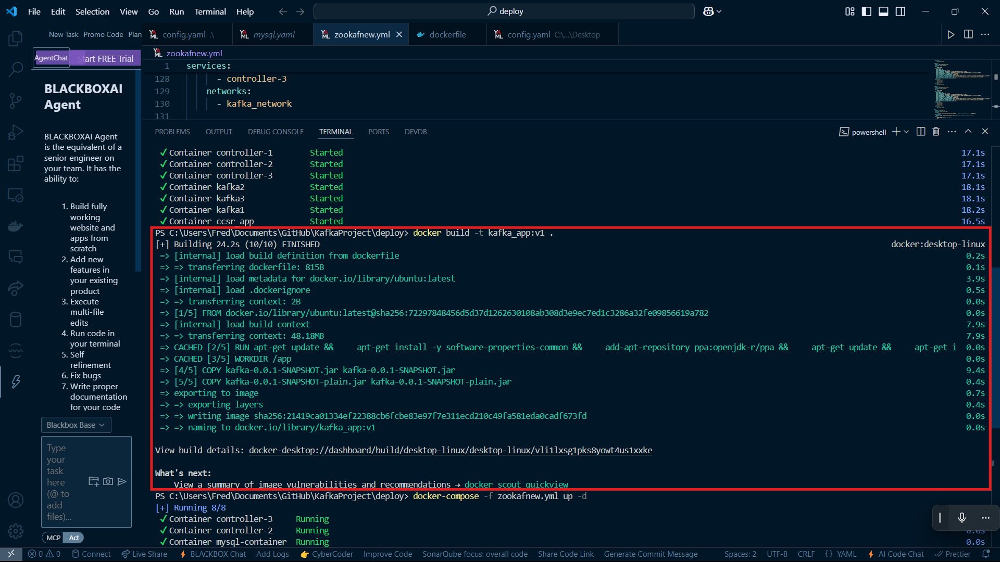 File Edit Selection View Go Run Terminal Help
deploy
New Task Promo Code Plan
config.yaml .\
mysql.yaml
zookafnew.yml
dockerfile
config.yaml C:\...\Desktop
AgentChat
Start FREE Trial
BLACKBOXAI
Agent
BLACKBOXAI Agent
is the equivalent of a
senior engineer on
your team. It has the
ability to:
1. Build fully
working
website and
apps from
scratch
2. Add new
features in
your existing
product
3. Execute
multi-file
edits
4. Run code in
your terminal
5. Self
refinement
6. Fix bugs
7. Write proper
documentation
for your code
Blackbox Base
Type
your
task
here
(@ to
add
files)...
MCP Act
zookafnew.yml
1 services:
128 - controller-3
129 networks:
130 - kafka_network
131
PROBLEMS OUTPUT DEBUG CONSOLE TERMINAL PORTS DEVDB
powershell
✓ Container controller-1 Started 17.1s
✓ Container controller-2 Started 17.1s
✓ Container controller-3 Started 17.1s
✓ Container kafka2 Started 18.1s
✓ Container kafka3 Started 18.1s
✓ Container kafka1 Started 18.2s
✓ Container ccsr_app Started 16.5s
PS C:\Users\Fred\Documents\GitHub\KafkaProject\deploy> docker build -t kafka_app:v1 .
[+] Building 24.2s (10/10) FINISHED docker:desktop-linux
=> [internal] load build definition from dockerfile 0.2s
=> => transferring dockerfile: 815B 0.1s
=> [internal] load metadata for docker.io/library/ubuntu:latest 3.9s
=> [internal] load .dockerignore 0.5s
=> => transferring context: 2B 0.0s
=> [1/5] FROM docker.io/library/ubuntu:latest@sha256:72297848456d5d37d1262630108ab308d3e9ec7ed1c3286a32fe09856619a782 0.0s
=> [internal] load build context 7.9s
=> => transferring context: 48.18MB 7.9s
=> CACHED [2/5] RUN apt-get update && apt-get install -y software-properties-common && add-apt-repository ppa:openjdk-r/ppa && apt-get update && apt-get i 0.0s
=> CACHED [3/5] WORKDIR /app 0.0s
=> [4/5] COPY kafka-0.0.1-SNAPSHOT.jar kafka-0.0.1-SNAPSHOT.jar 9.4s
=> [5/5] COPY kafka-0.0.1-SNAPSHOT-plain.jar kafka-0.0.1-SNAPSHOT-plain.jar 0.4s
=> exporting to image 0.7s
=> => exporting layers 0.4s
=> => writing image sha256:21419ca01334ef22388cb6fcbe83e97f7e311ecd210c49fa581eda0cadf673fd 0.0s
=> => naming to docker.io/library/kafka_app:v1 0.0s
View build details: docker-desktop://dashboard/build/desktop-linux/desktop-linux/vli1lxsg1pks8yowt4us1xxke
What's next:
View a summary of image vulnerabilities and recommendations → docker scout quickview
PS C:\Users\Fred\Documents\GitHub\KafkaProject\deploy> docker-compose -f zookafnew.yml up -d
[+] Running 8/8
✓ Container controller-3 Running
✓ Container controller-2 Running 0.0s
✓ Container mysql-container Running 0.0s
0 0 Connect Live Share BLACKBOX Chat Add Logs CyberCoder Improve Code SonarQube focus: overall code Share Code Link Generate Commit Message Spaces: 2 UTF-8 CRLF {} YAML AI Code Chat Prettier